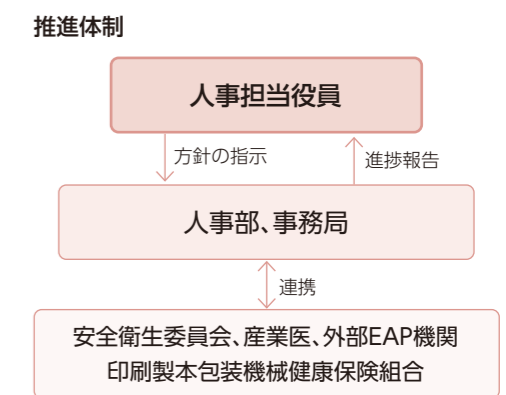 推進体制
人事担当役員
方針の指示
進捗報告
人事部、事務局
連携
安全衛生委員会、産業医、外部EAP機関
印刷製本包装機械健康保険組合